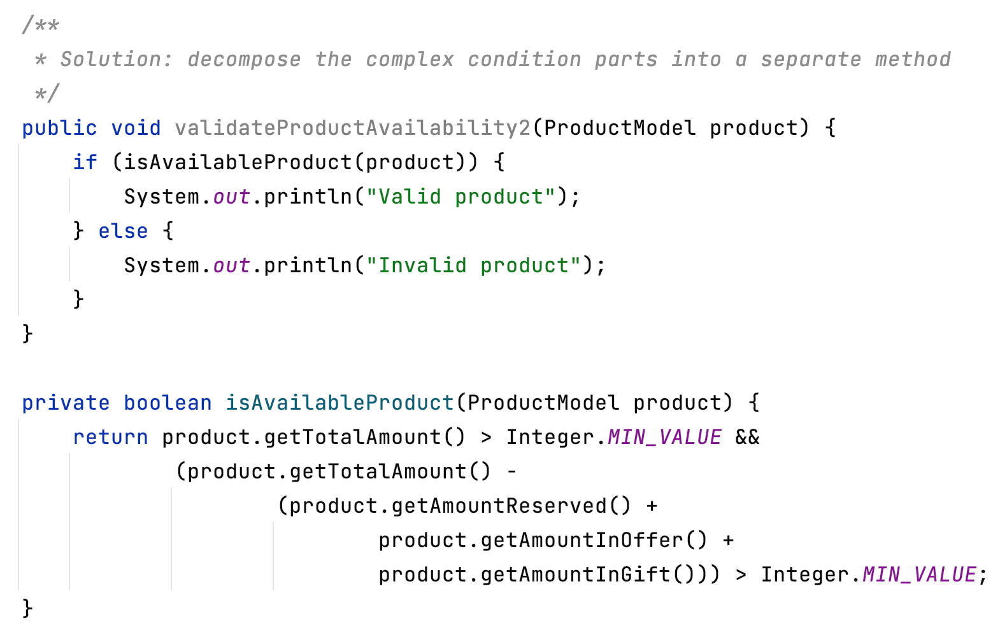 /**
 * Solution: decompose the complex condition parts into a separate method
 */
public void validateProductAvailability2(ProductModel product) {
    if (isAvailableProduct(product)) {
        System.out.println("Valid product");
    } else {
        System.out.println("Invalid product");
    }
}

private boolean isAvailableProduct(ProductModel product) {
    return product.getTotalAmount() > Integer.MIN_VALUE &&
            (product.getTotalAmount() -
                    (product.getAmountReserved() +
                            product.getAmountInOffer() +
                            product.getAmountInGift())) > Integer.MIN_VALUE;
}